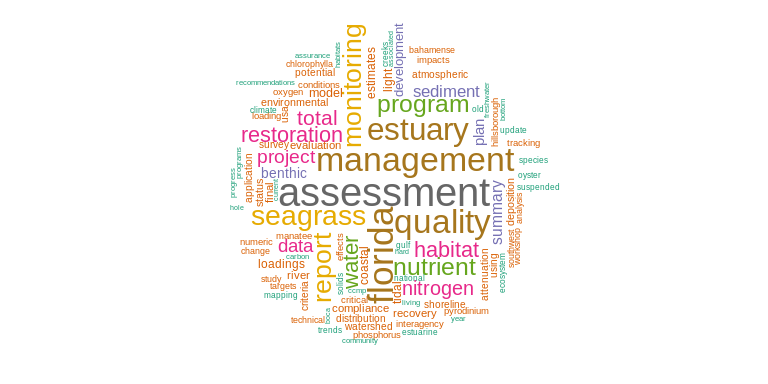 monitoring
development
creeks
associated
habitats
bahamense
assurance
impacts
chlorophylla
potential
estimates
light
atmospheric
recommendations
conditions
model
sediment
freshwater
oxygen
environmental
program
old
bottom
climate
loading
usa
total
hillsborough
restoration
estuary
plan
update
survey
evaluation
tracking
project
management
species
programs
progress
benthic
application
status
final
current
assessment
summary
deposition
oyster
suspended
hole
seagrass
quality
southwest
analysis
workshop
manatee
numeric
data
change
effects
water
florida
gulf
hard
habitat
carbon
coastal
loadings
report
nutrient
attenuation
using
ecosystem
study
river
solids
national
targets
criteria
ccmp
tidal
living
nitrogen
mapping
critical
shoreline
compliance
recovery
pyrodinium
technical
boca
distribution
year
trends
watershed
interagency
phosphorus
estuarine
community